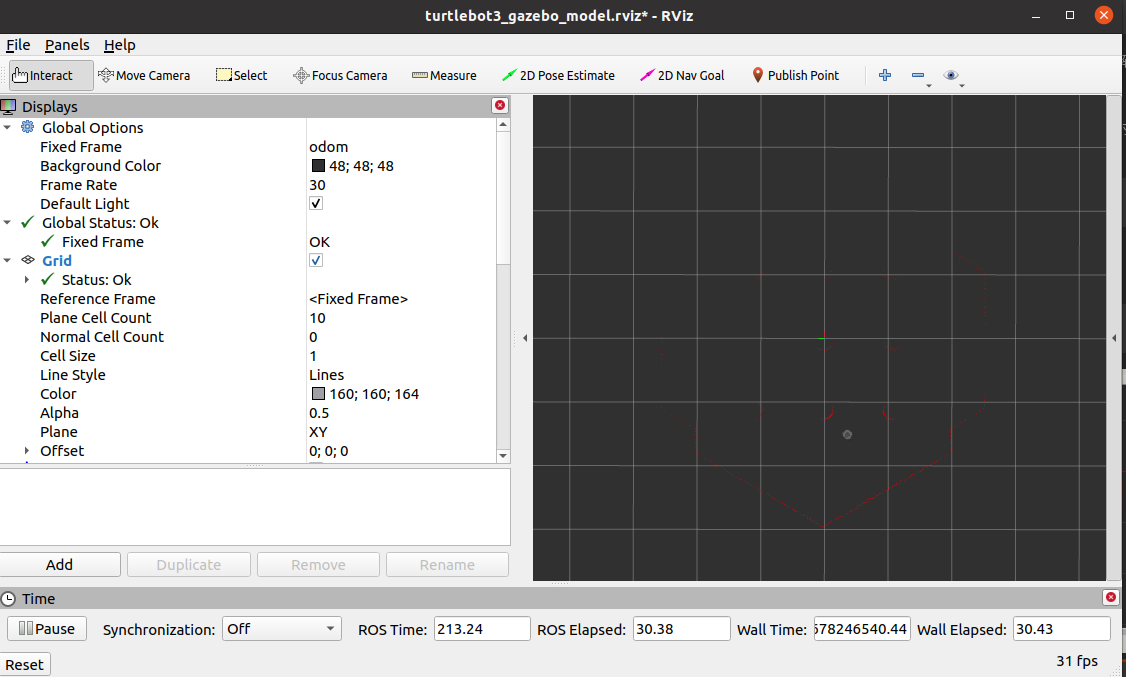 turtlebot3_gazebo_model.rviz* - RViz
File Panels Help
Interact Move Camera Select Focus Camera Measure 2D Pose Estimate 2D Nav Goal Publish Point
Displays
Global Options
Fixed Frame odom
Background Color 48; 48; 48
Frame Rate 30
Default Light
Global Status: Ok
Fixed Frame OK
Grid
Status: Ok
Reference Frame <Fixed Frame>
Plane Cell Count 10
Normal Cell Count 0
Cell Size 1
Line Style Lines
Color 160; 160; 164
Alpha 0.5
Plane XY
Offset 0; 0; 0
Add Duplicate Remove Rename
Time
Pause Synchronization: Off ROS Time: 213.24 ROS Elapsed: 30.38 Wall Time: 678246540.44 Wall Elapsed: 30.43
Reset 31 fps